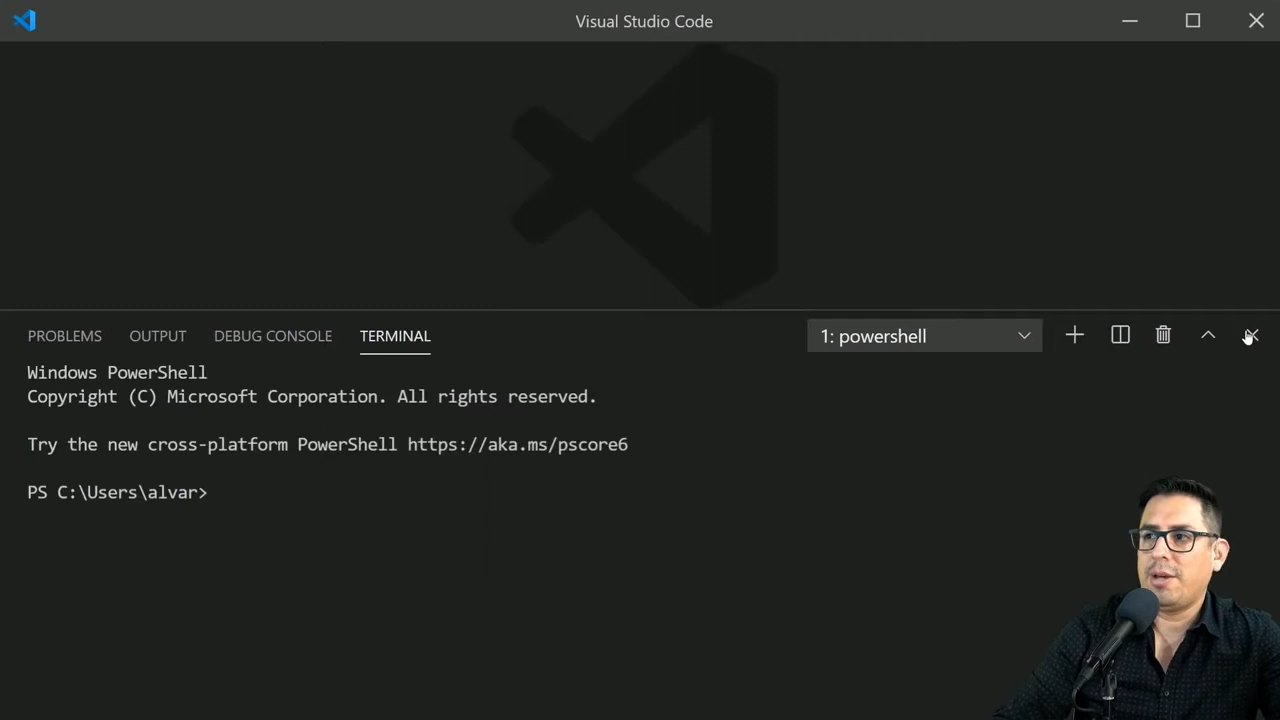 Visual Studio Code
PROBLEMS OUTPUT DEBUG CONSOLE TERMINAL 1: powershell
Windows PowerShell
Copyright (C) Microsoft Corporation. All rights reserved.
Try the new cross-platform PowerShell https://aka.ms/pscore6
PS C:\Users\alvar>